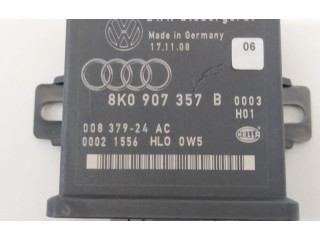 Made in Germany
17.11.08
06
8K0 907 357 B 0003
H01
008 379-24 AC
0002 1556 HLO 0W5
HELLA